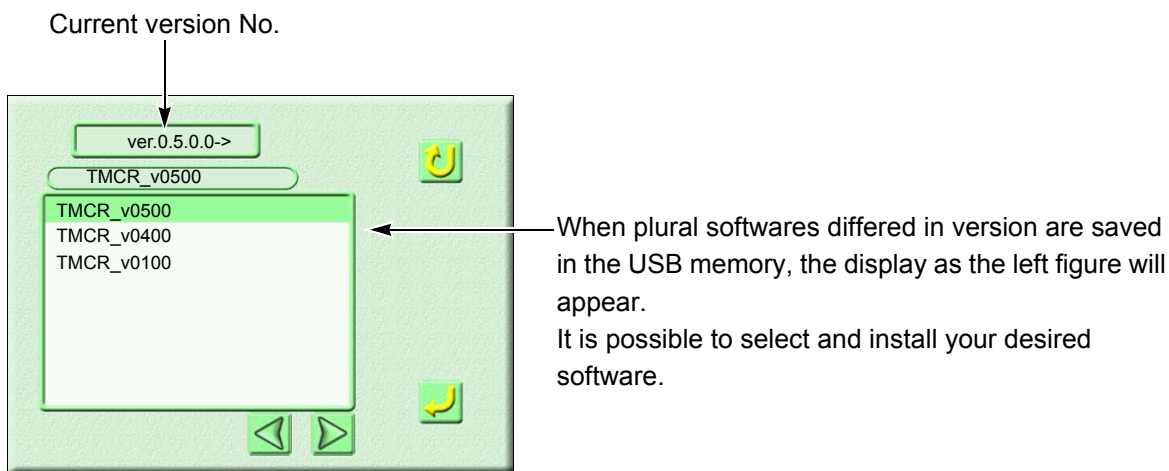 Current version No.
ver.0.5.0.0->
TMCR_v0500
TMCR_v0500
TMCR_v0400
TMCR_v0100
When plural softwares differed in version are saved
in the USB memory, the display as the left figure will
appear.
It is possible to select and install your desired
software.